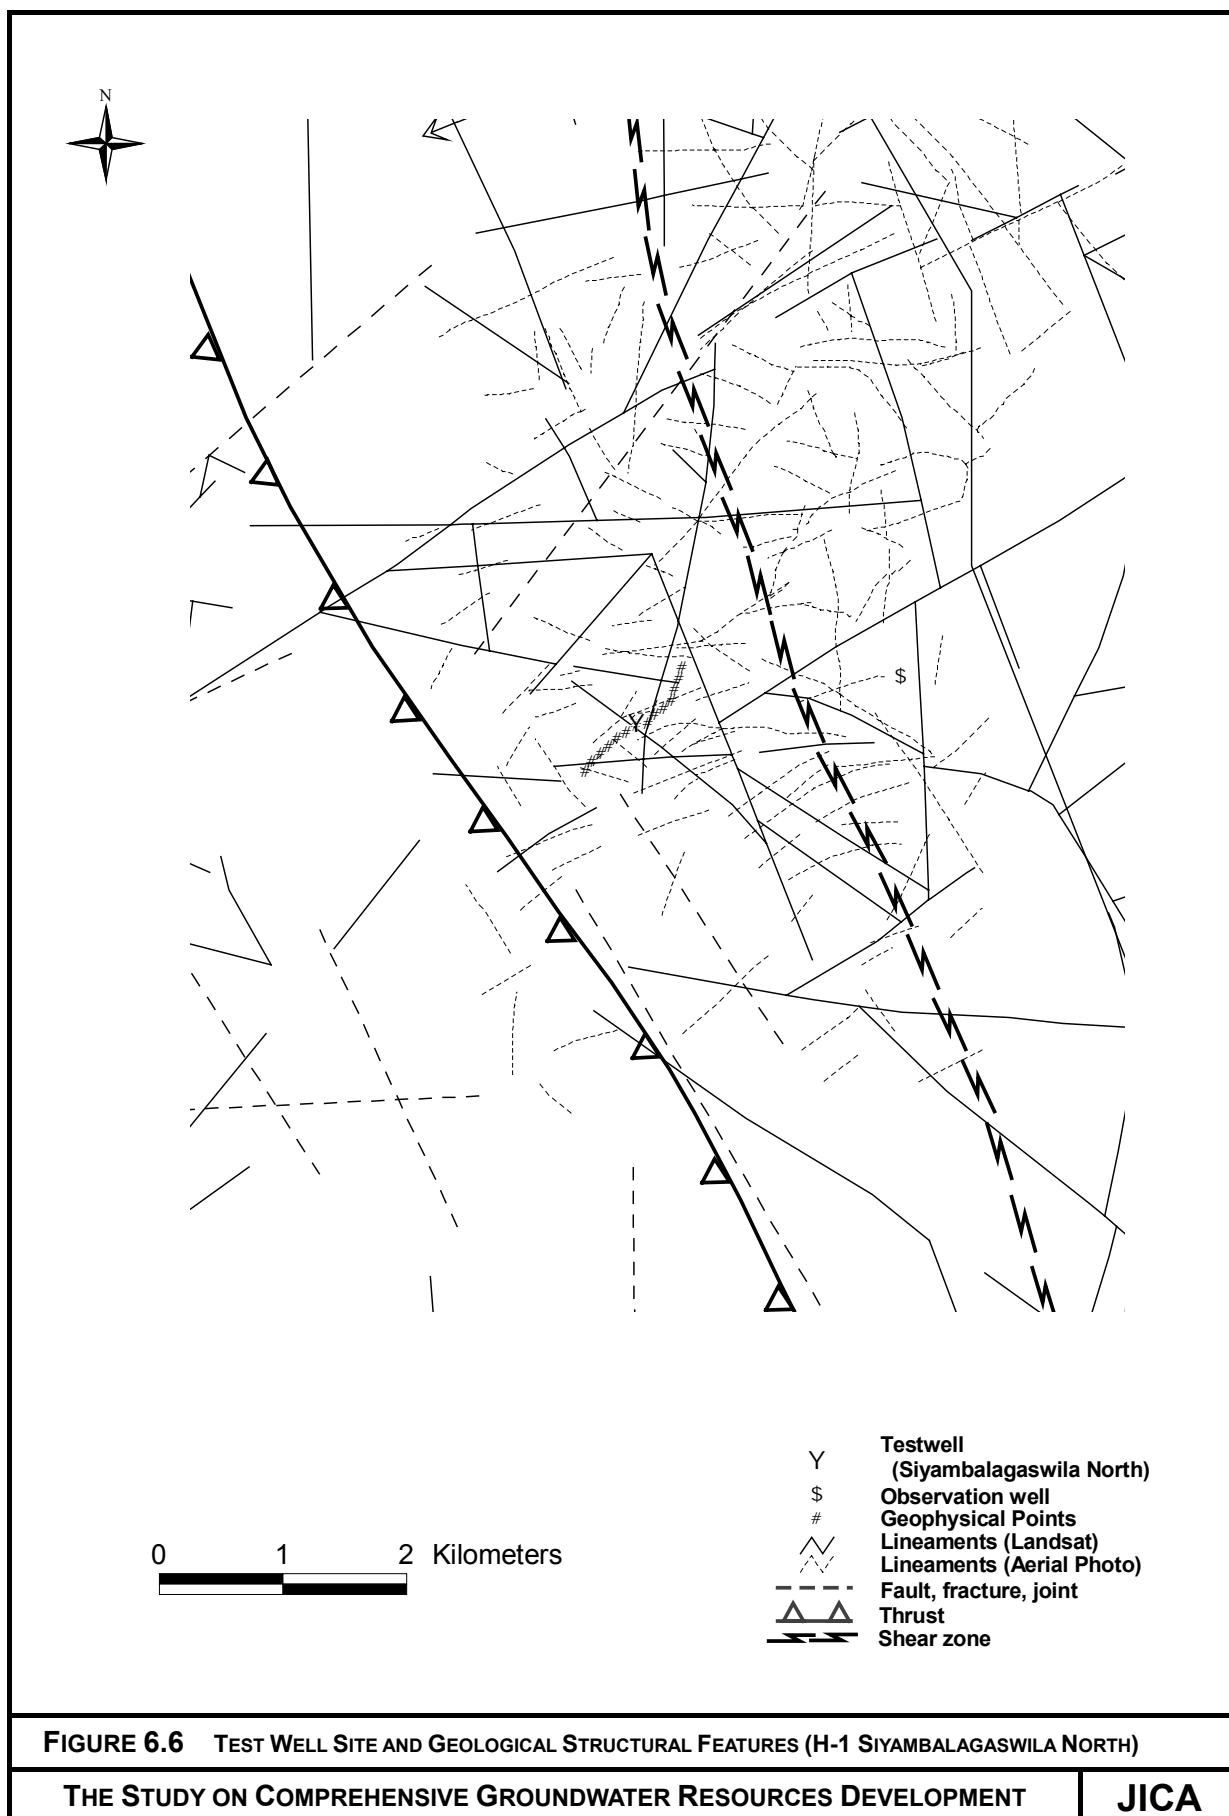 N
$
Y
Y Testwell
(Siyambalagaswila North)
$ Observation well
# Geophysical Points
Lineaments (Landsat)
Lineaments (Aerial Photo)
Fault, fracture, joint
Thrust
Shear zone
0 1 2 Kilometers
FIGURE 6.6 TEST WELL SITE AND GEOLOGICAL STRUCTURAL FEATURES (H-1 SIYAMBALAGASWILA NORTH)
THE STUDY ON COMPREHENSIVE GROUNDWATER RESOURCES DEVELOPMENT JICA